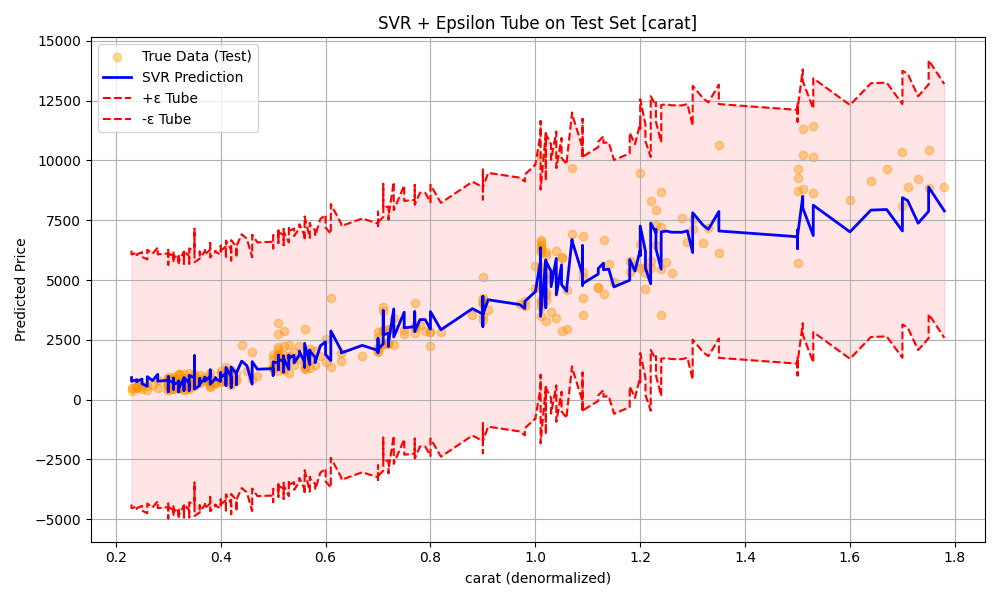 SVR + Epsilon Tube on Test Set [carat]
True Data (Test)
SVR Prediction
+ε Tube
-ε Tube
Predicted Price
15000
12500
10000
7500
5000
2500
0
−2500
−5000
0.2 0.4 0.6 0.8 1.0 1.2 1.4 1.6 1.8
carat (denormalized)